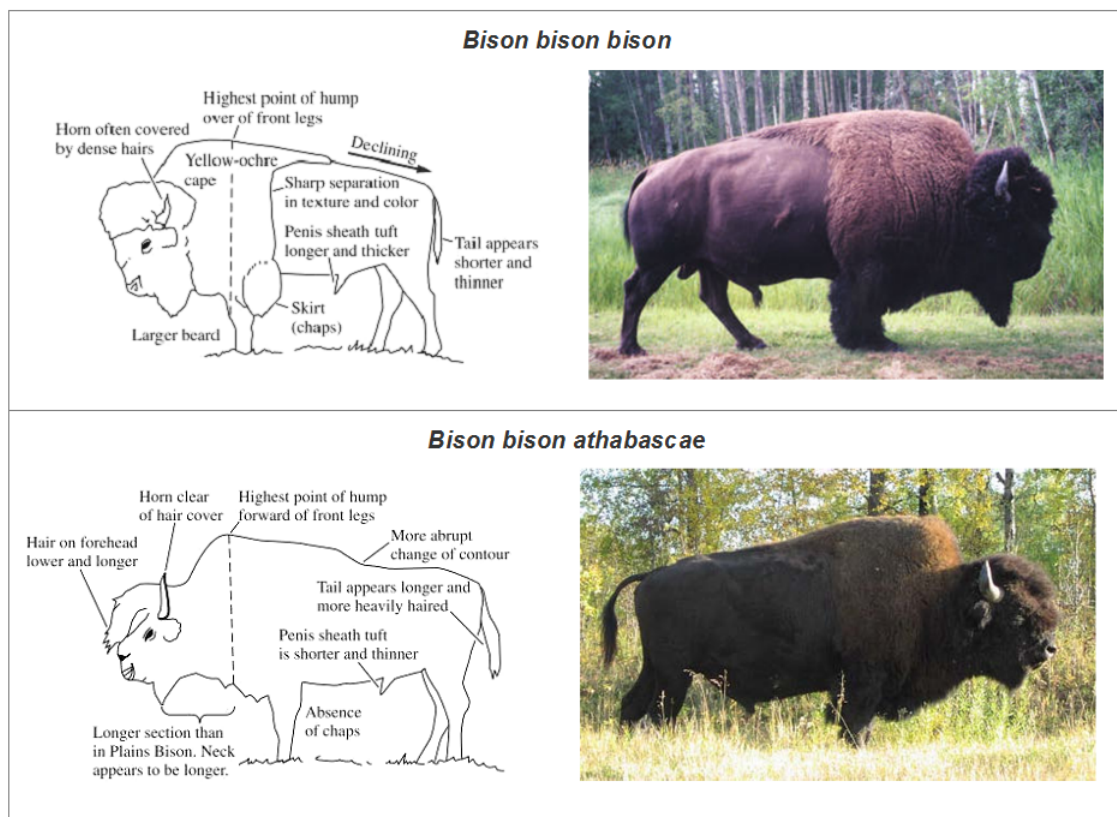 Bison bison bison
Highest point of hump
over of front legs
Horn often covered
by dense hairs
Yellow-ochre
cape
Declining
Sharp separation
in texture and color
Penis sheath tuft
longer and thicker
Tail appears
shorter and
thinner
Skirt
(chaps)
Larger beard
Bison bison athabascae
Horn clear
of hair cover
Highest point of hump
forward of front legs
Hair on forehead
lower and longer
More abrupt
change of contour
Tail appears longer and
more heavily haired
Penis sheath tuft
is shorter and thinner
Absence
of chaps
Longer section than
in Plains Bison. Neck
appears to be longer.